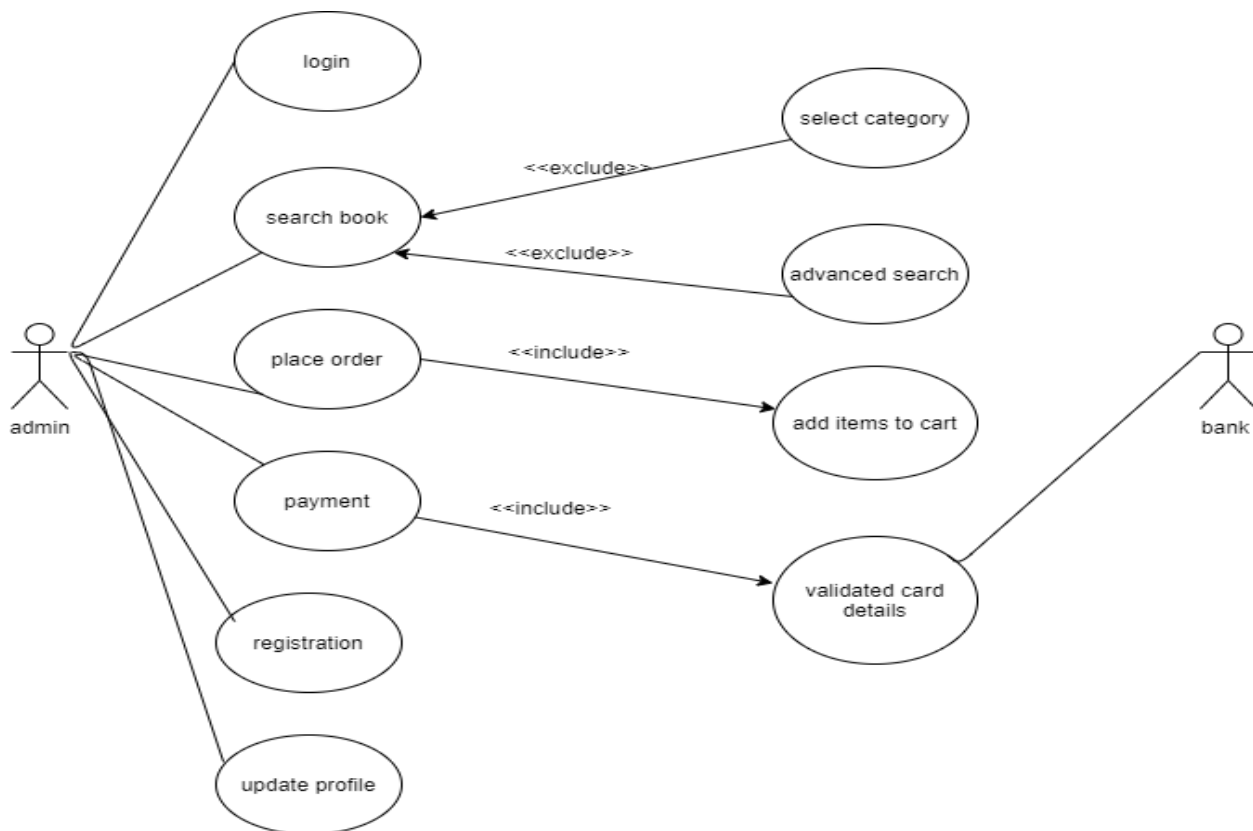 login
select category
<<exclude>>
search book
<<exclude>>
advanced search
place order
<<include>>
admin
add items to cart
bank
payment
<<include>>
validated card
details
registration
update profile